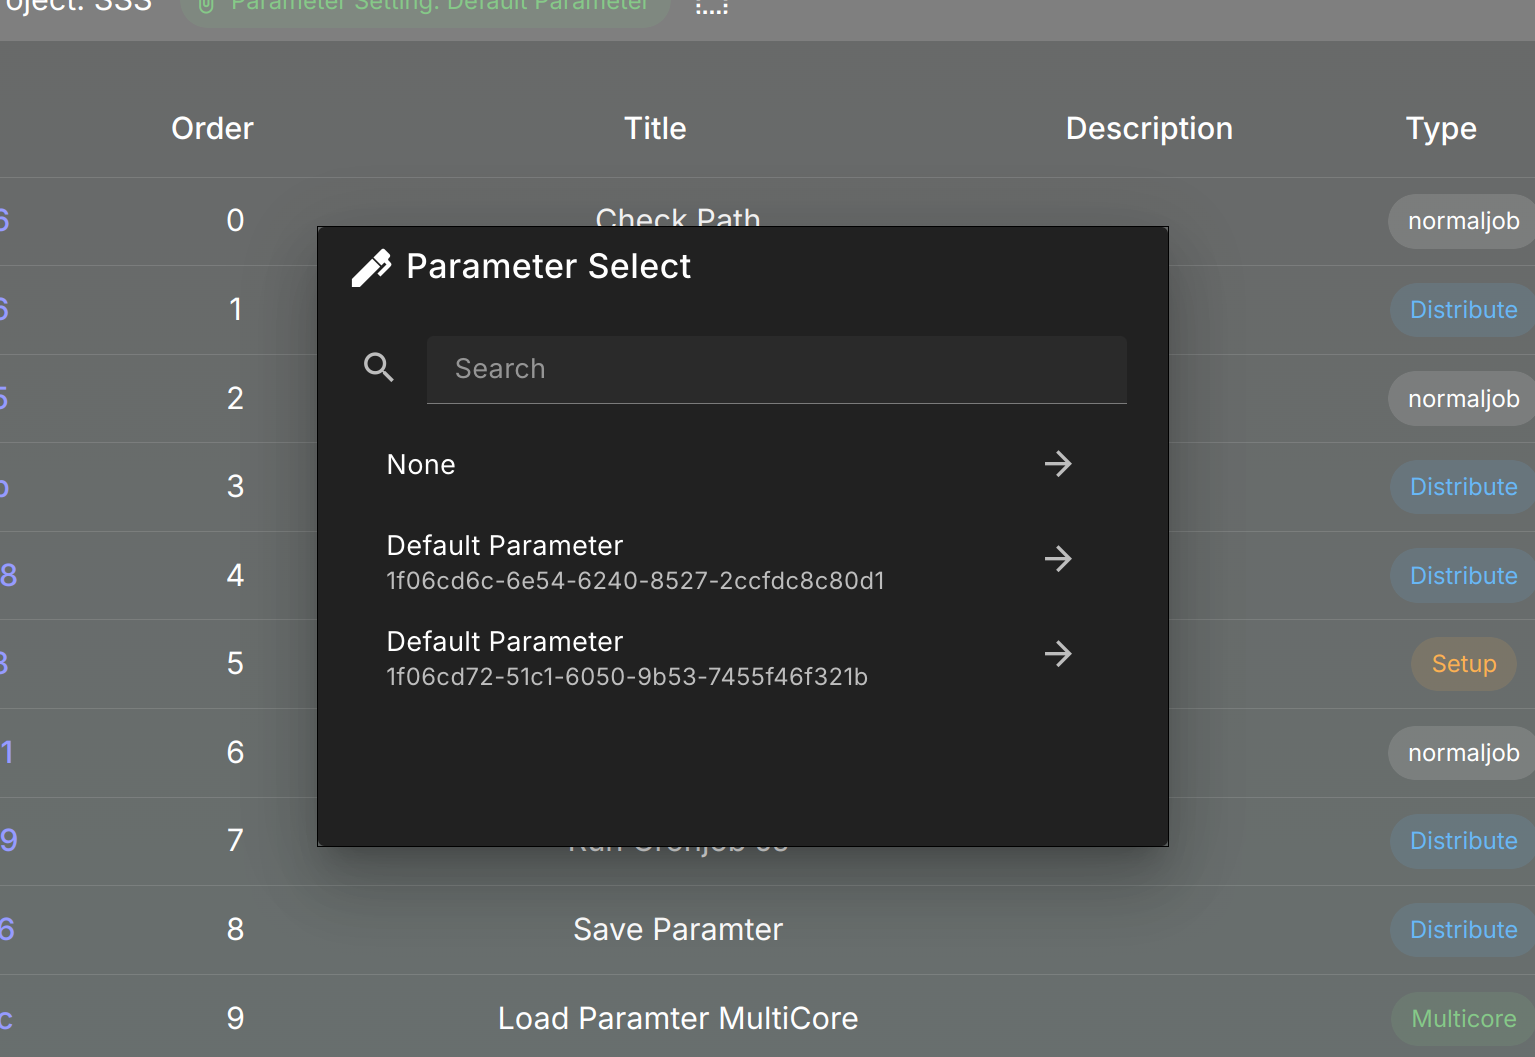 oject: SSS Parameter Setting: Default Parameter
Order Title Description Type
6 0 Check Path normaljob
6 1 Distribute
5 2 normaljob
3 Distribute
8 4 Distribute
3 5 Setup
1 6 normaljob
9 7 Distribute
6 8 Save Paramter Distribute
c 9 Load Paramter MultiCore Multicore
Parameter Select
Search
None
Default Parameter
1f06cd6c-6e54-6240-8527-2ccfdc8c80d1
Default Parameter
1f06cd72-51c1-6050-9b53-7455f46f321b